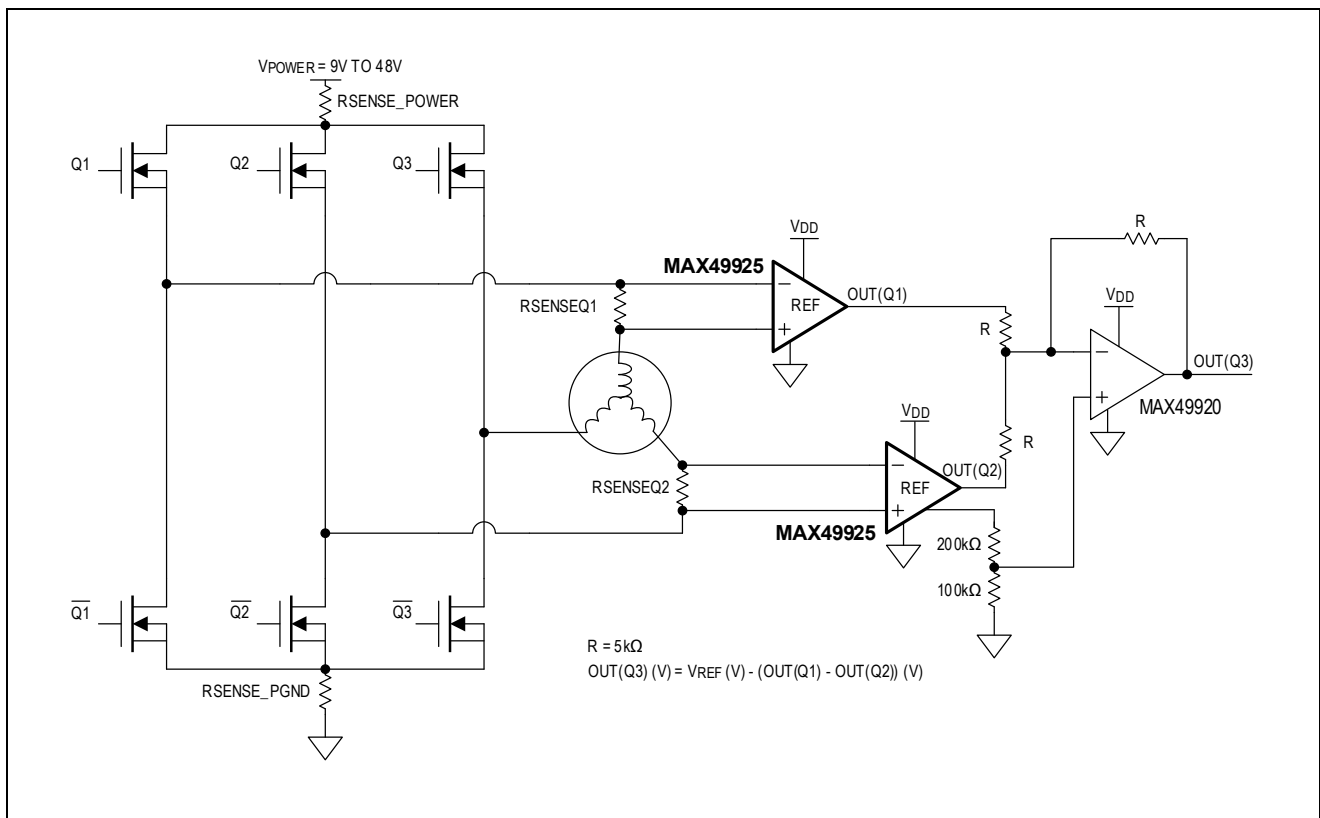 VPOWER = 9V TO 48V
RSENSE_POWER
Q1
Q2
Q3
VDD
R
MAX49925
RSENSEQ1
REF
OUT(Q1)
R
VDD
OUT(Q3)
MAX49920
VDD
R
OUT(Q2)
RSENSEQ2
REF
MAX49925
200kΩ
100kΩ
Q1
Q2
Q3
R = 5kΩ
OUT(Q3) (V) = VREF (V) - (OUT(Q1) - OUT(Q2)) (V)
RSENSE_PGND